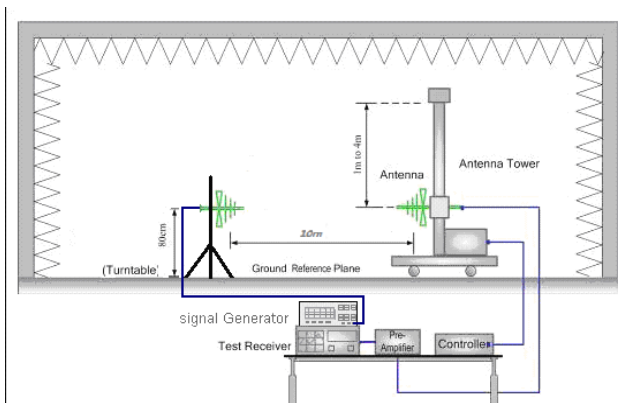 1m to 4m
Antenna
Antenna Tower
10m
80cm
(Turntable)
Ground Reference Plane
signal Generator
Test Receiver
Pre-
Amplifier
Controller